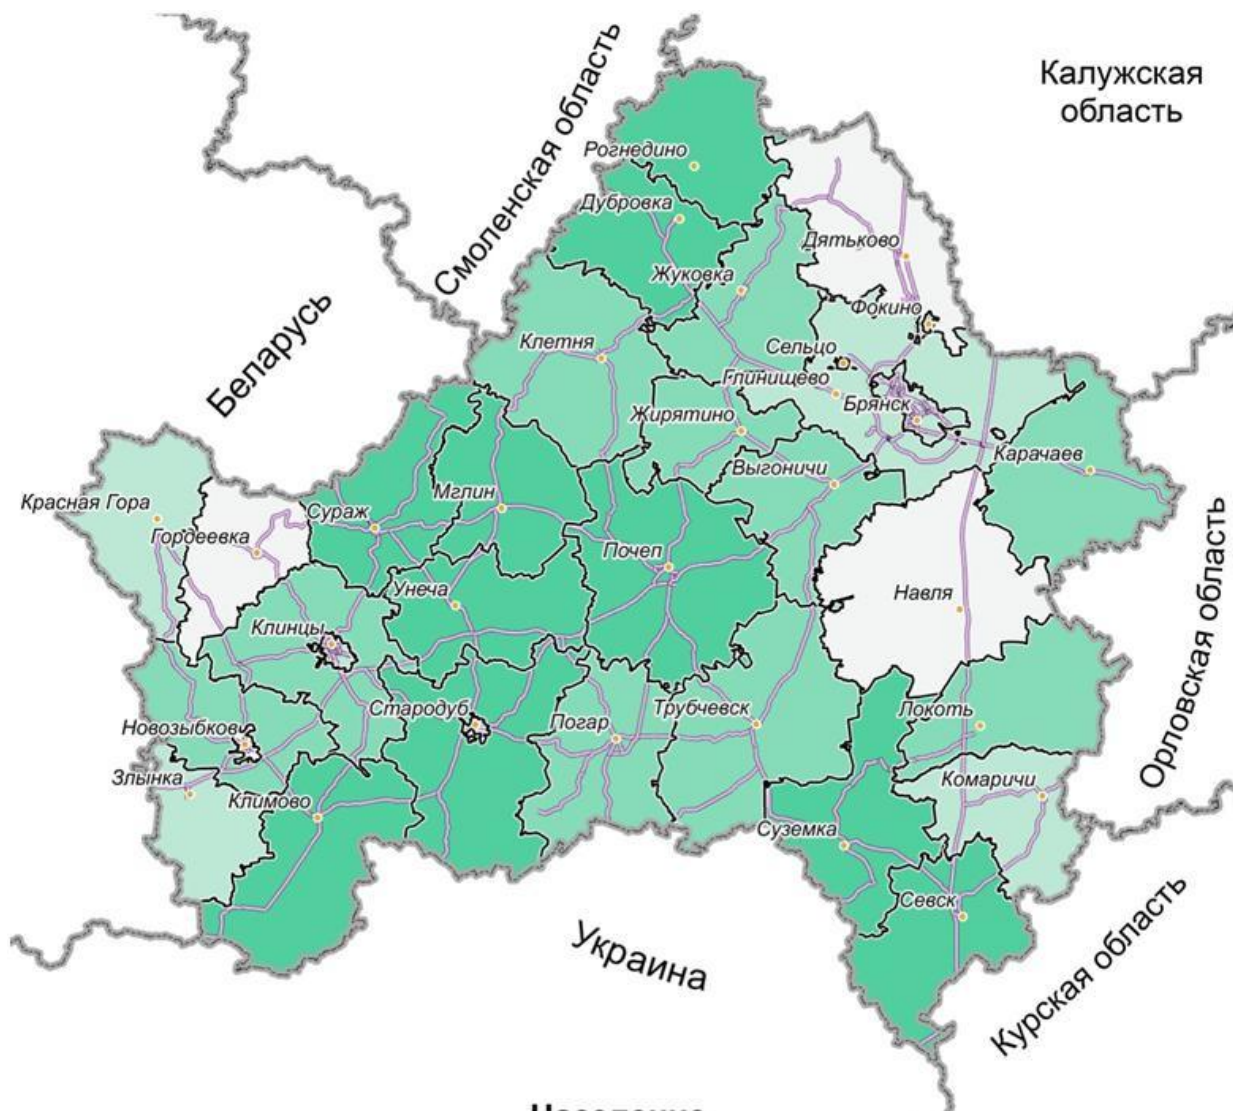 Калужская
область
Смоленская область
Рогнедино
Дубровка
Дятьково
Жуковка
Фокино
Беларусь
Клетня
Сельцо
Глинищево
Брянск
Жирятино
Карачаев
Выгоничи
Красная Гора
Мглин
Сураж
Гордеевка
Почеп
Унеча
Навля
Орловская область
Клинцы
Стародуб
Погар
Трубчевск
Локоть
Новозыбков
Злынка
Климово
Комаричи
Суземка
Севск
Украина
Курская область